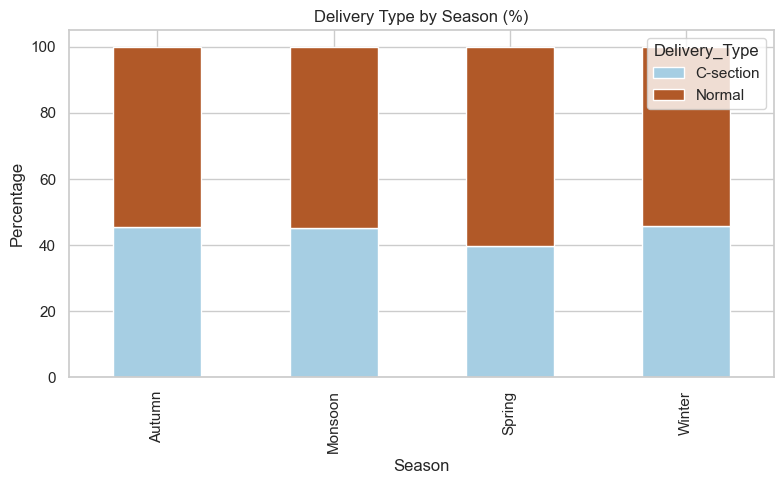 Delivery Type by Season (%)
Delivery_Type
C-section
Normal
100
80
60
40
20
0
Percentage
Autumn
Monsoon
Spring
Winter
Season